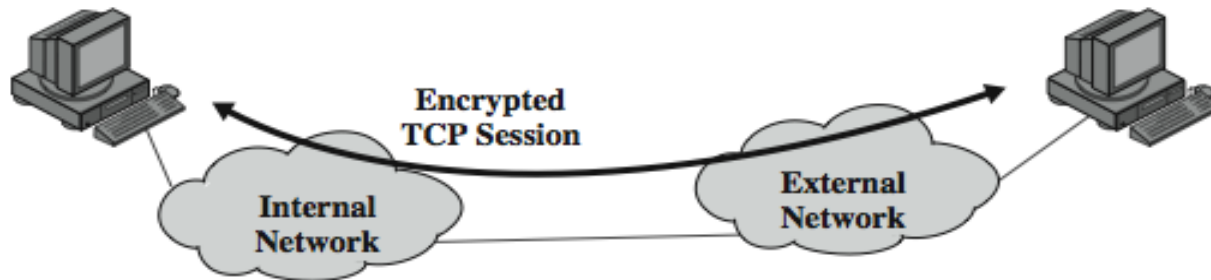 Encrypted
TCP Session
Internal
Network
External
Network